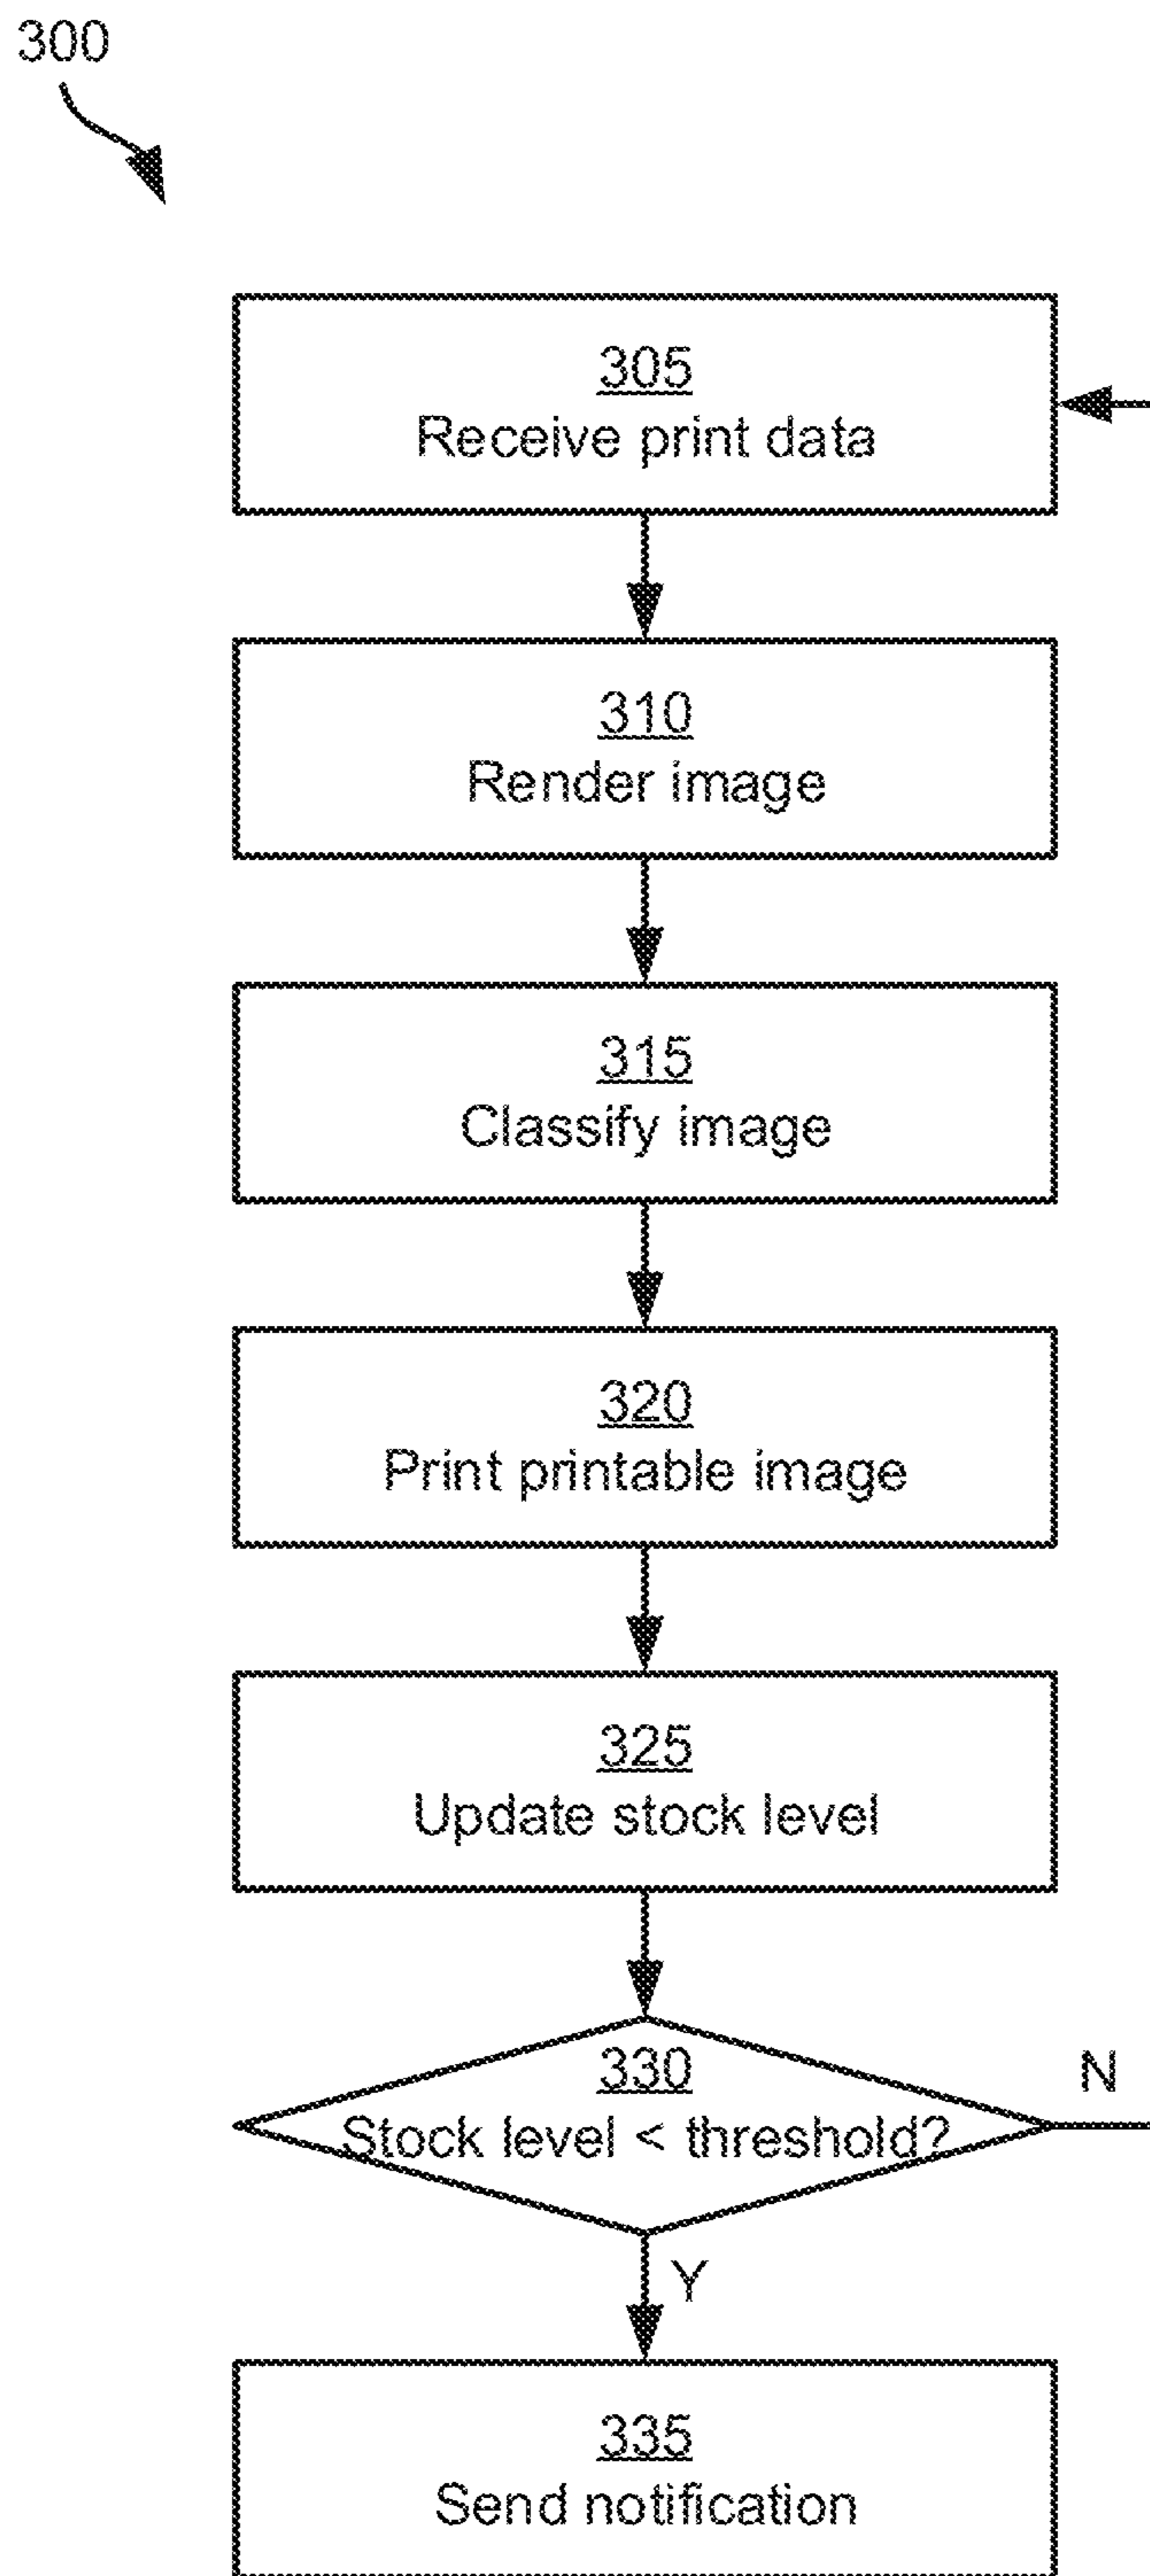 300
305
Receive print data
310
Render image
315
Classify image
320
Print printable image
325
Update stock level
330
Stock level < threshold?
N
Y
335
Send notification